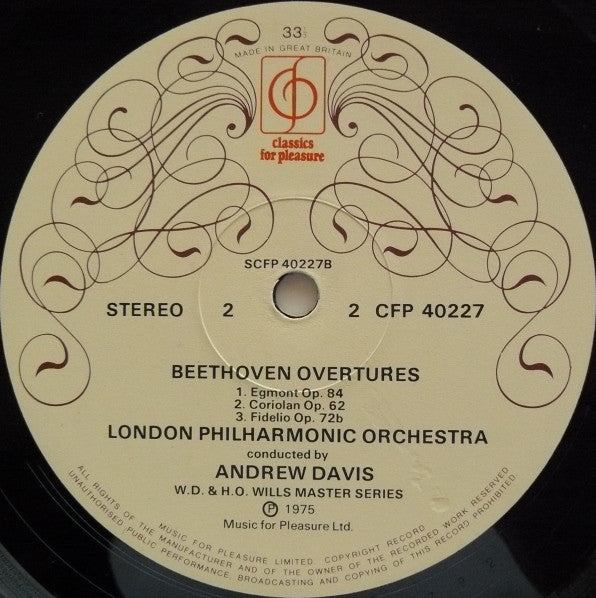 33⅓
MADE IN GREAT BRITAIN
classics
for pleasure
SCFP 40227B
STEREO 2 2 CFP 40227
BEETHOVEN OVERTURES
1. Egmont Op. 84
2. Coriolan Op. 62
3. Fidelio Op. 72b
LONDON PHILHARMONIC ORCHESTRA
conducted by
ANDREW DAVIS
W.D. & H.O. WILLS MASTER SERIES
Ⓟ 1975
Music for Pleasure Ltd.
MUSIC FOR PLEASURE LIMITED. COPYRIGHT RECORD
ALL RIGHTS OF THE MANUFACTURER AND OF THE OWNER OF THE RECORDED WORK RESERVED
UNAUTHORISED PUBLIC PERFORMANCE, BROADCASTING AND COPYING OF THIS RECORD PROHIBITED
2